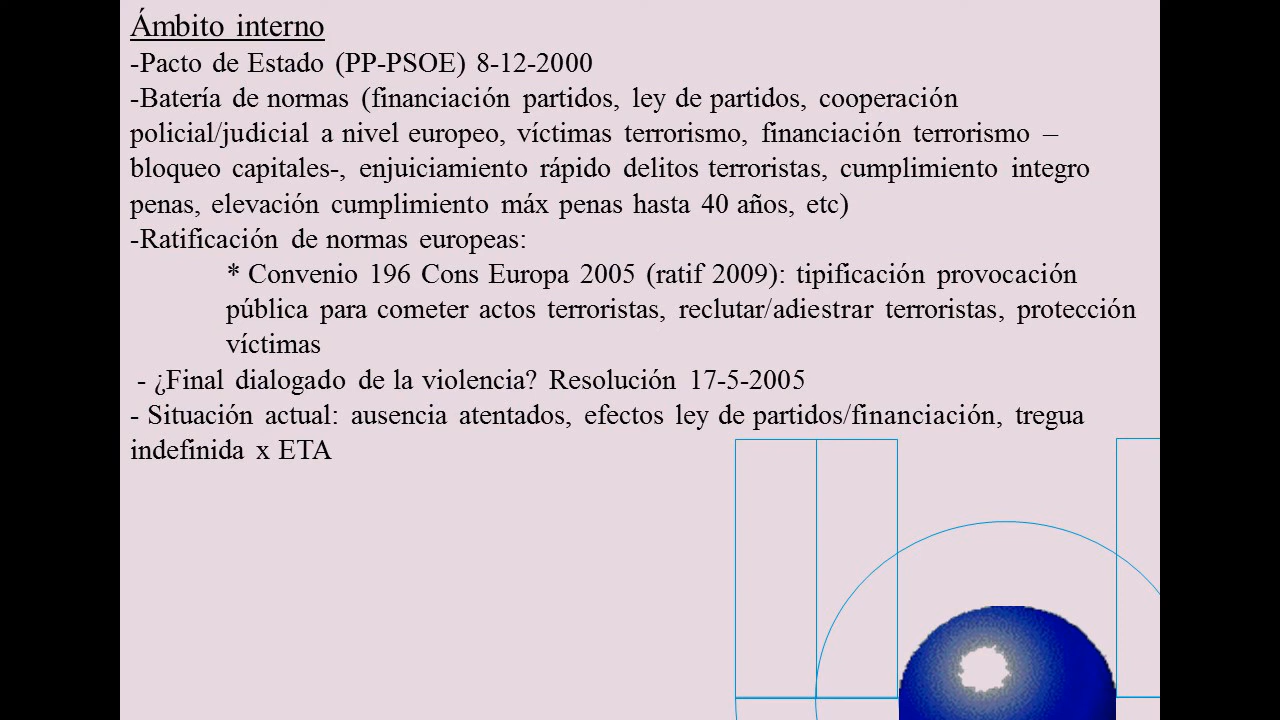 Ámbito interno
-Pacto de Estado (PP-PSOE) 8-12-2000
-Batería de normas (financiación partidos, ley de partidos, cooperación
policial/judicial a nivel europeo, víctimas terrorismo, financiación terrorismo –
bloqueo capitales-, enjuiciamiento rápido delitos terroristas, cumplimiento integro
penas, elevación cumplimiento máx penas hasta 40 años, etc)
-Ratificación de normas europeas:
* Convenio 196 Cons Europa 2005 (ratif 2009): tipificación provocación
pública para cometer actos terroristas, reclutar/adiestrar terroristas, protección
víctimas
- ¿Final dialogado de la violencia? Resolución 17-5-2005
- Situación actual: ausencia atentados, efectos ley de partidos/financiación, tregua
indefinida x ETA